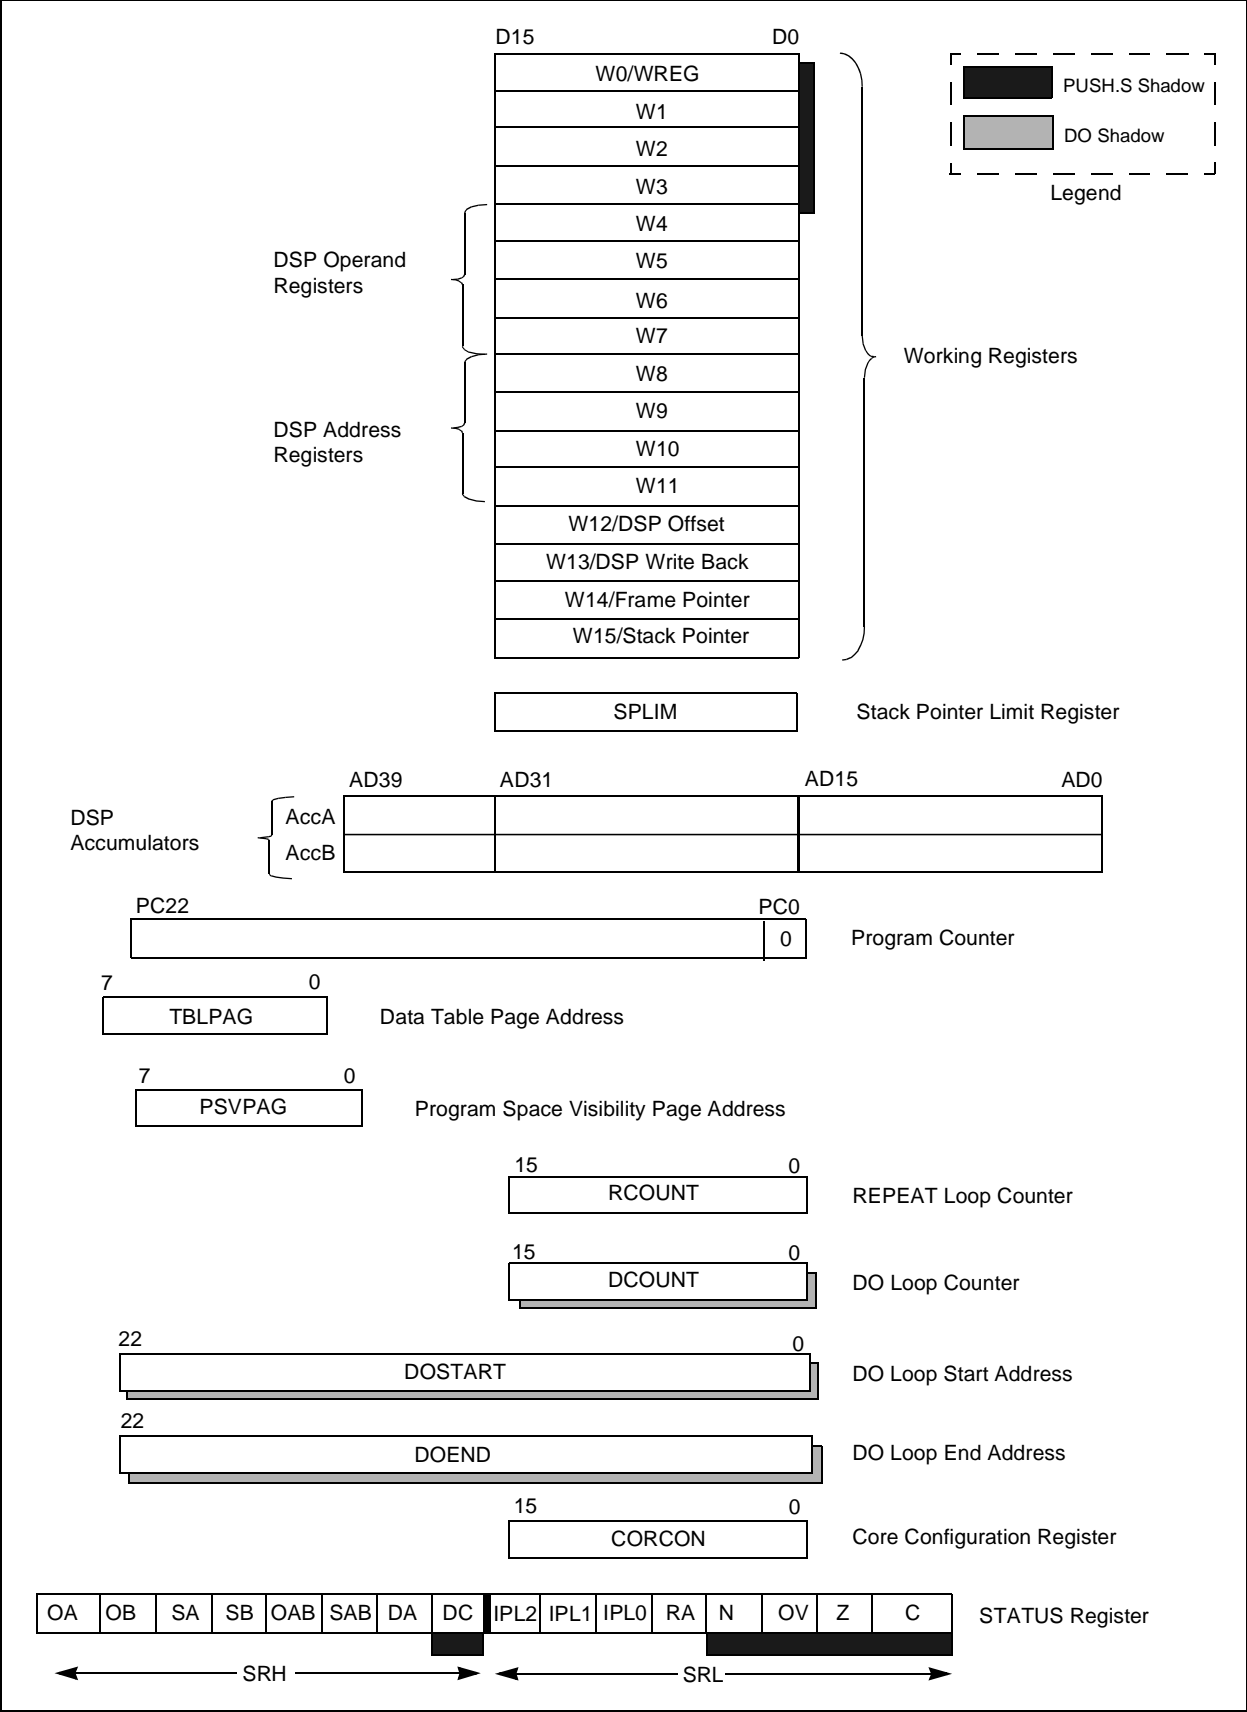 D15 D0
W0/WREG
W1
W2
W3
W4
W5
W6
W7
W8
W9
W10
W11
W12/DSP Offset
W13/DSP Write Back
W14/Frame Pointer
W15/Stack Pointer
PUSH.S Shadow
DO Shadow
Legend
DSP Operand
Registers
DSP Address
Registers
Working Registers
SPLIM
Stack Pointer Limit Register
AD39 AD31 AD15 AD0
DSP
Accumulators
AccA
AccB
PC22 PC0
0
Program Counter
7 0
TBLPAG
Data Table Page Address
7 0
PSVPAG
Program Space Visibility Page Address
15 0
RCOUNT
REPEAT Loop Counter
15 0
DCOUNT
DO Loop Counter
22 0
DOSTART
DO Loop Start Address
22
DOEND
DO Loop End Address
15 0
CORCON
Core Configuration Register
OA OB SA SB OAB SAB DA DC IPL2 IPL1 IPL0 RA N OV Z C
STATUS Register
SRH SRL